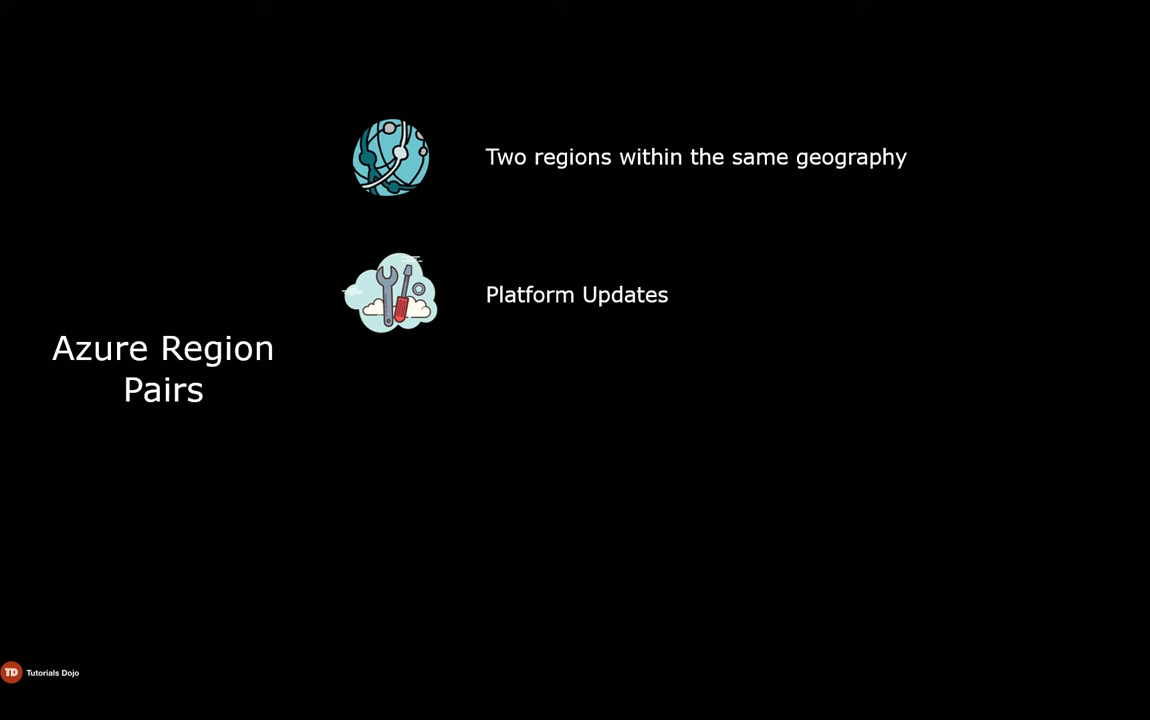 Two regions within the same geography
Platform Updates
Azure Region
Pairs
TD Tutorials Dojo